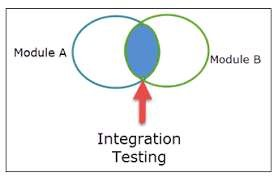 Module A
Module B
Integration
Testing